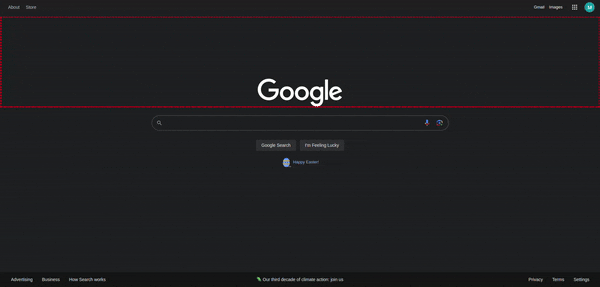 About Store Gmail Images M
Google
Google Search I'm Feeling Lucky
Happy Easter!
Advertising Business How Search works Our third decade of climate action: join us Privacy Terms Settings